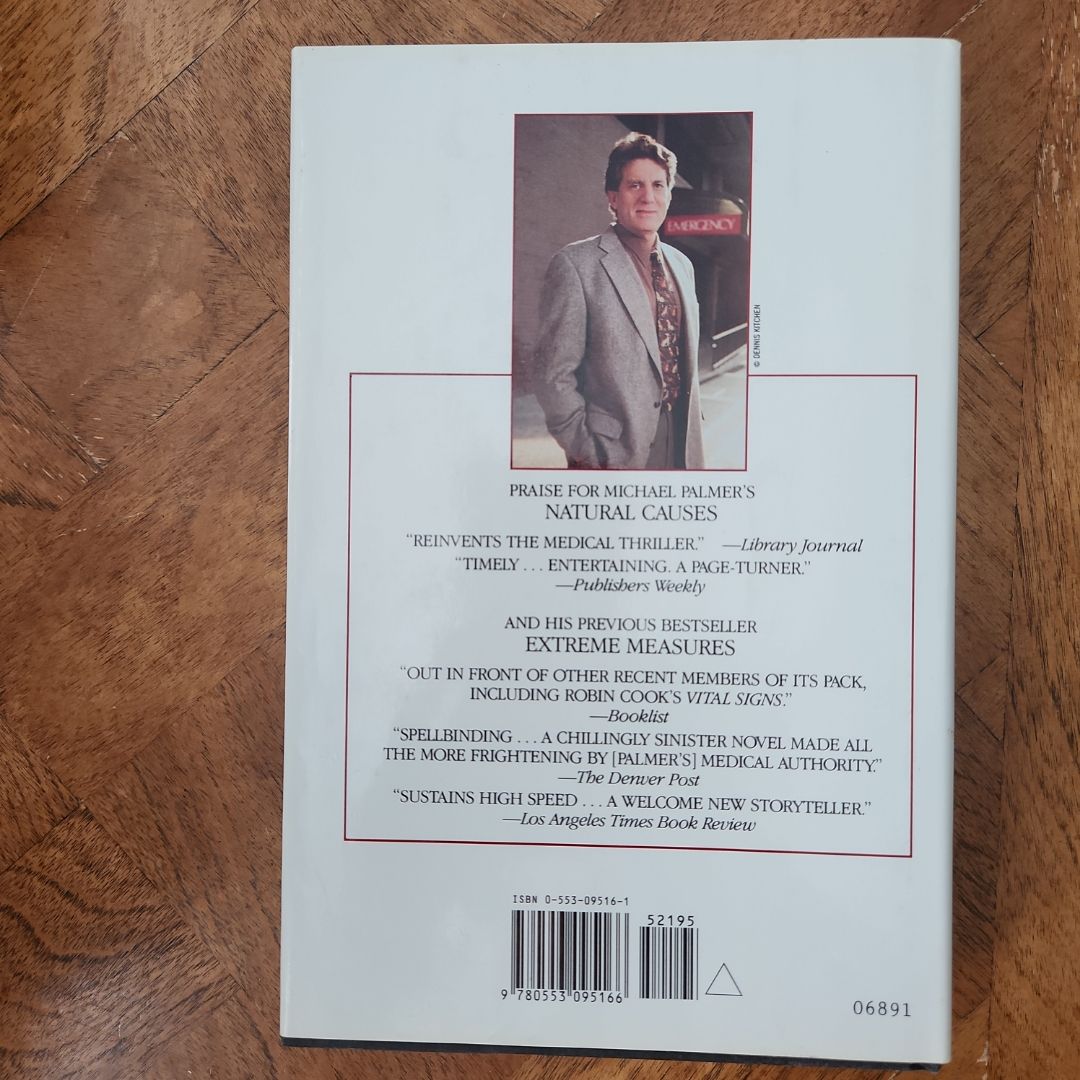 EMERGENCY
© DENNIS KITCHEN
PRAISE FOR MICHAEL PALMER'S
NATURAL CAUSES
“REINVENTS THE MEDICAL THRILLER.” —Library Journal
“TIMELY . . . ENTERTAINING. A PAGE-TURNER.”
—Publishers Weekly
AND HIS PREVIOUS BESTSELLER
EXTREME MEASURES
“OUT IN FRONT OF OTHER RECENT MEMBERS OF ITS PACK,
INCLUDING ROBIN COOK'S VITAL SIGNS.”
—Booklist
“SPELLBINDING . . . A CHILLINGLY SINISTER NOVEL MADE ALL
THE MORE FRIGHTENING BY [PALMER'S] MEDICAL AUTHORITY.”
—The Denver Post
“SUSTAINS HIGH SPEED . . . A WELCOME NEW STORYTELLER.”
—Los Angeles Times Book Review
ISBN 0-553-09516-1
52195
9 780553 095166
06891